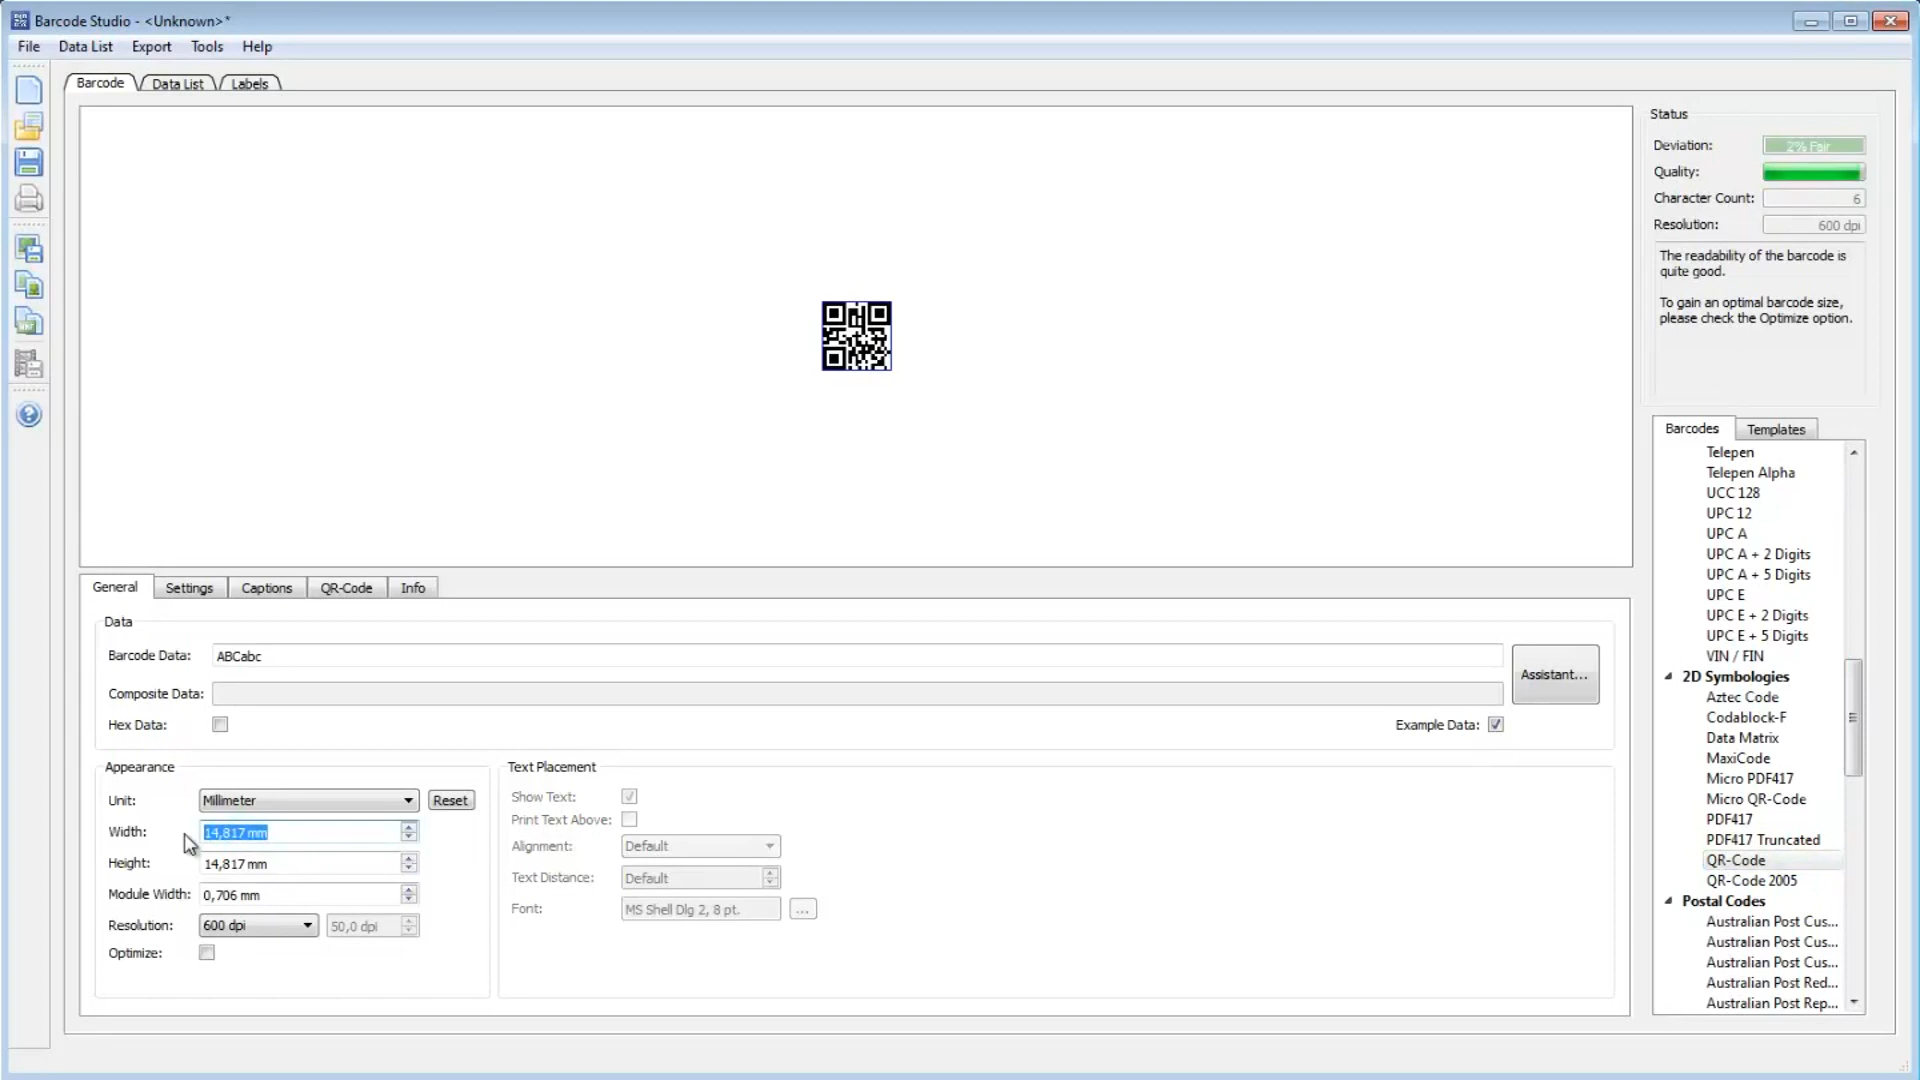 Barcode Studio - <Unknown>*
File Data List Export Tools Help
Barcode Data List Labels
Status
Deviation: 2% Fair
Quality:
Character Count: 6
Resolution: 600 dpi
The readability of the barcode is
quite good.
To gain an optimal barcode size,
please check the Optimize option.
Barcodes Templates
Telepen
Telepen Alpha
UCC 128
UPC 12
UPC A
UPC A + 2 Digits
UPC A + 5 Digits
UPC E
UPC E + 2 Digits
UPC E + 5 Digits
VIN / FIN
2D Symbologies
Aztec Code
Codablock-F
Data Matrix
MaxiCode
Micro PDF417
Micro QR-Code
PDF417
PDF417 Truncated
QR-Code
QR-Code 2005
Postal Codes
Australian Post Cus...
Australian Post Cus...
Australian Post Cus...
Australian Post Red...
Australian Post Rep...
General Settings Captions QR-Code Info
Data
Barcode Data: ABCabc
Assistant...
Composite Data:
Hex Data:
Example Data:
Appearance
Unit: Millimeter Reset
Width: 14,817 mm
Height: 14,817 mm
Module Width: 0,706 mm
Resolution: 600 dpi 50,0 dpi
Optimize:
Text Placement
Show Text:
Print Text Above:
Alignment: Default
Text Distance: Default
Font: MS Shell Dlg 2, 8 pt. ...